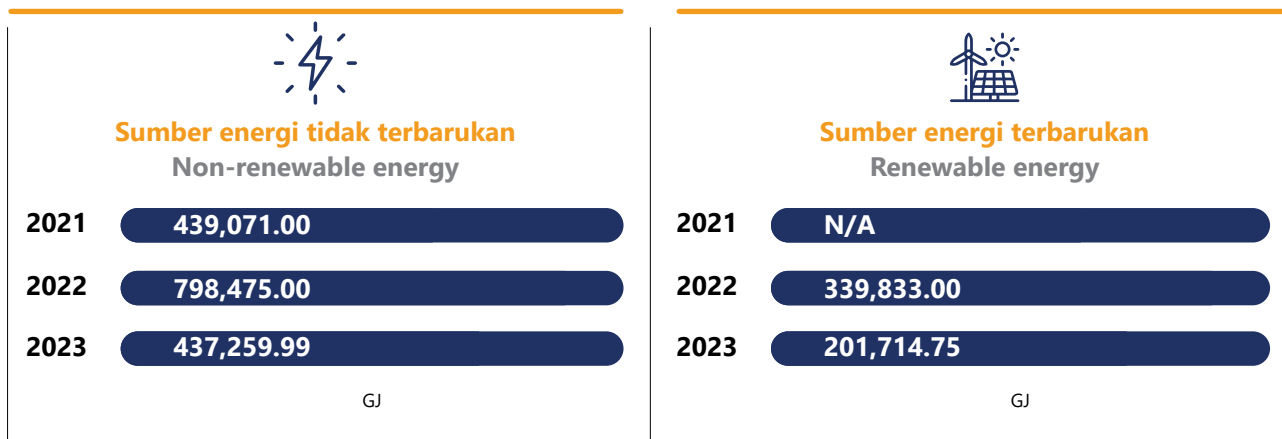 Sumber energi tidak terbarukan
Non-renewable energy
2021 439,071.00
2022 798,475.00
2023 437,259.99
GJ
Sumber energi terbarukan
Renewable energy
2021 N/A
2022 339,833.00
2023 201,714.75
GJ